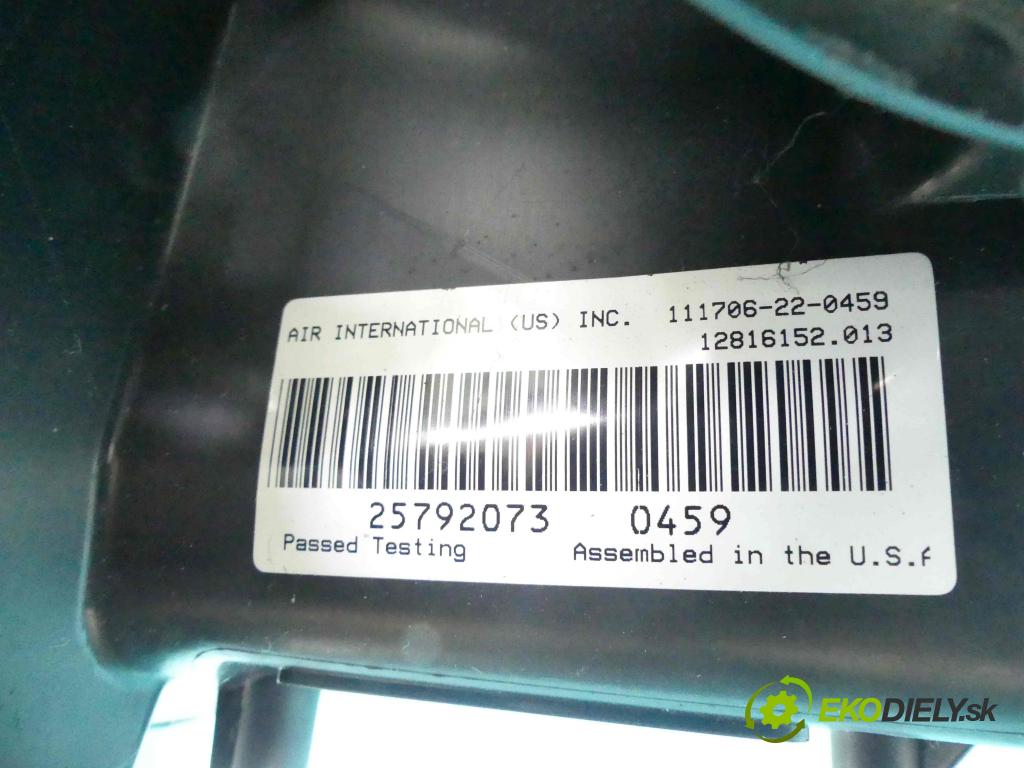 AIR INTERNATIONAL (US) INC. 111706-22-0459
12816152.013
25792073 0459
Passed Testing Assembled in the U.S.A
EKODIELY.sk